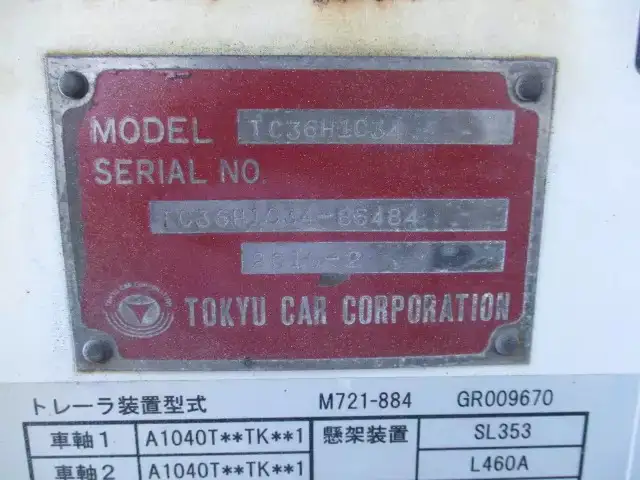 MODEL TC36H1C34
SERIAL NO.
TC36H1C34-86484
TOKYU CAR CORPORATION
トレーラ装置型式 M721-884 GR009670
車軸1 A1040T**TK**1 懸架装置 SL353
車軸2 A1040T**TK**1 L460A